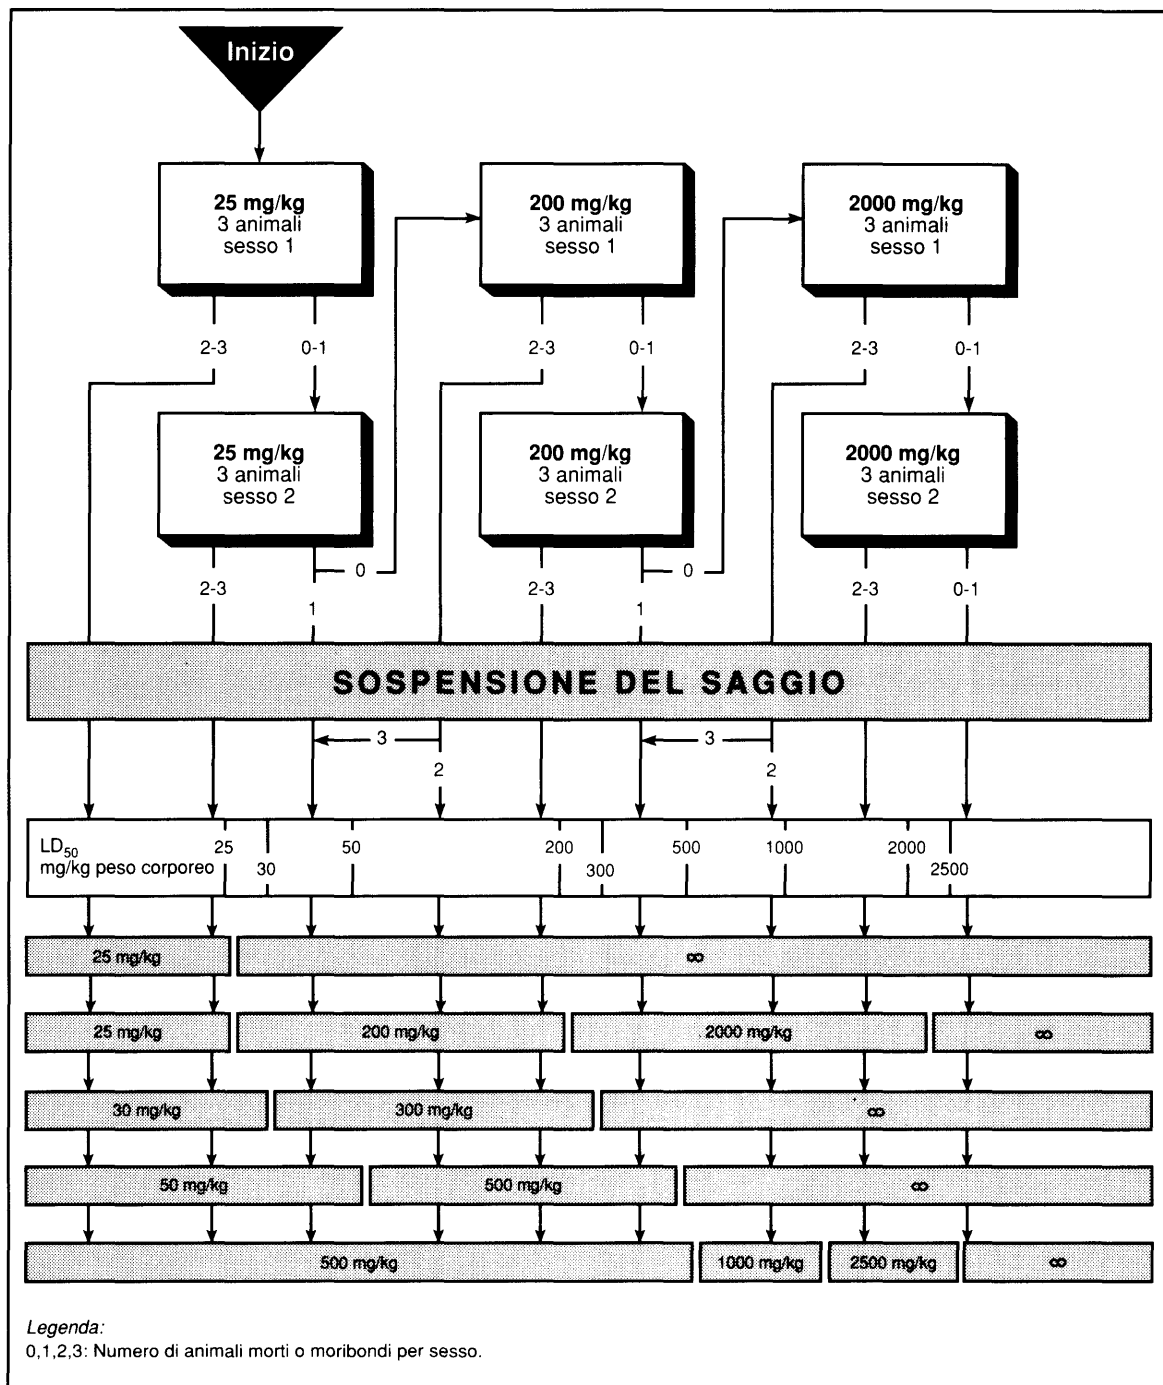 Inizio
25 mg/kg
3 animali
sesso 1
200 mg/kg
3 animali
sesso 1
2000 mg/kg
3 animali
sesso 1
2-3
0-1
2-3
0-1
2-3
0-1
25 mg/kg
3 animali
sesso 2
200 mg/kg
3 animali
sesso 2
2000 mg/kg
3 animali
sesso 2
0
0
2-3
1
2-3
1
2-3
0-1
SOSPENSIONE DEL SAGGIO
3
3
2
2
LD₅₀
mg/kg peso corporeo
25
30
50
200
300
500
1000
2000
2500
25 mg/kg
∞
25 mg/kg
200 mg/kg
2000 mg/kg
∞
30 mg/kg
300 mg/kg
∞
50 mg/kg
500 mg/kg
∞
500 mg/kg
1000 mg/kg
2500 mg/kg
∞
Legenda:
0,1,2,3: Numero di animali morti o moribondi per sesso.